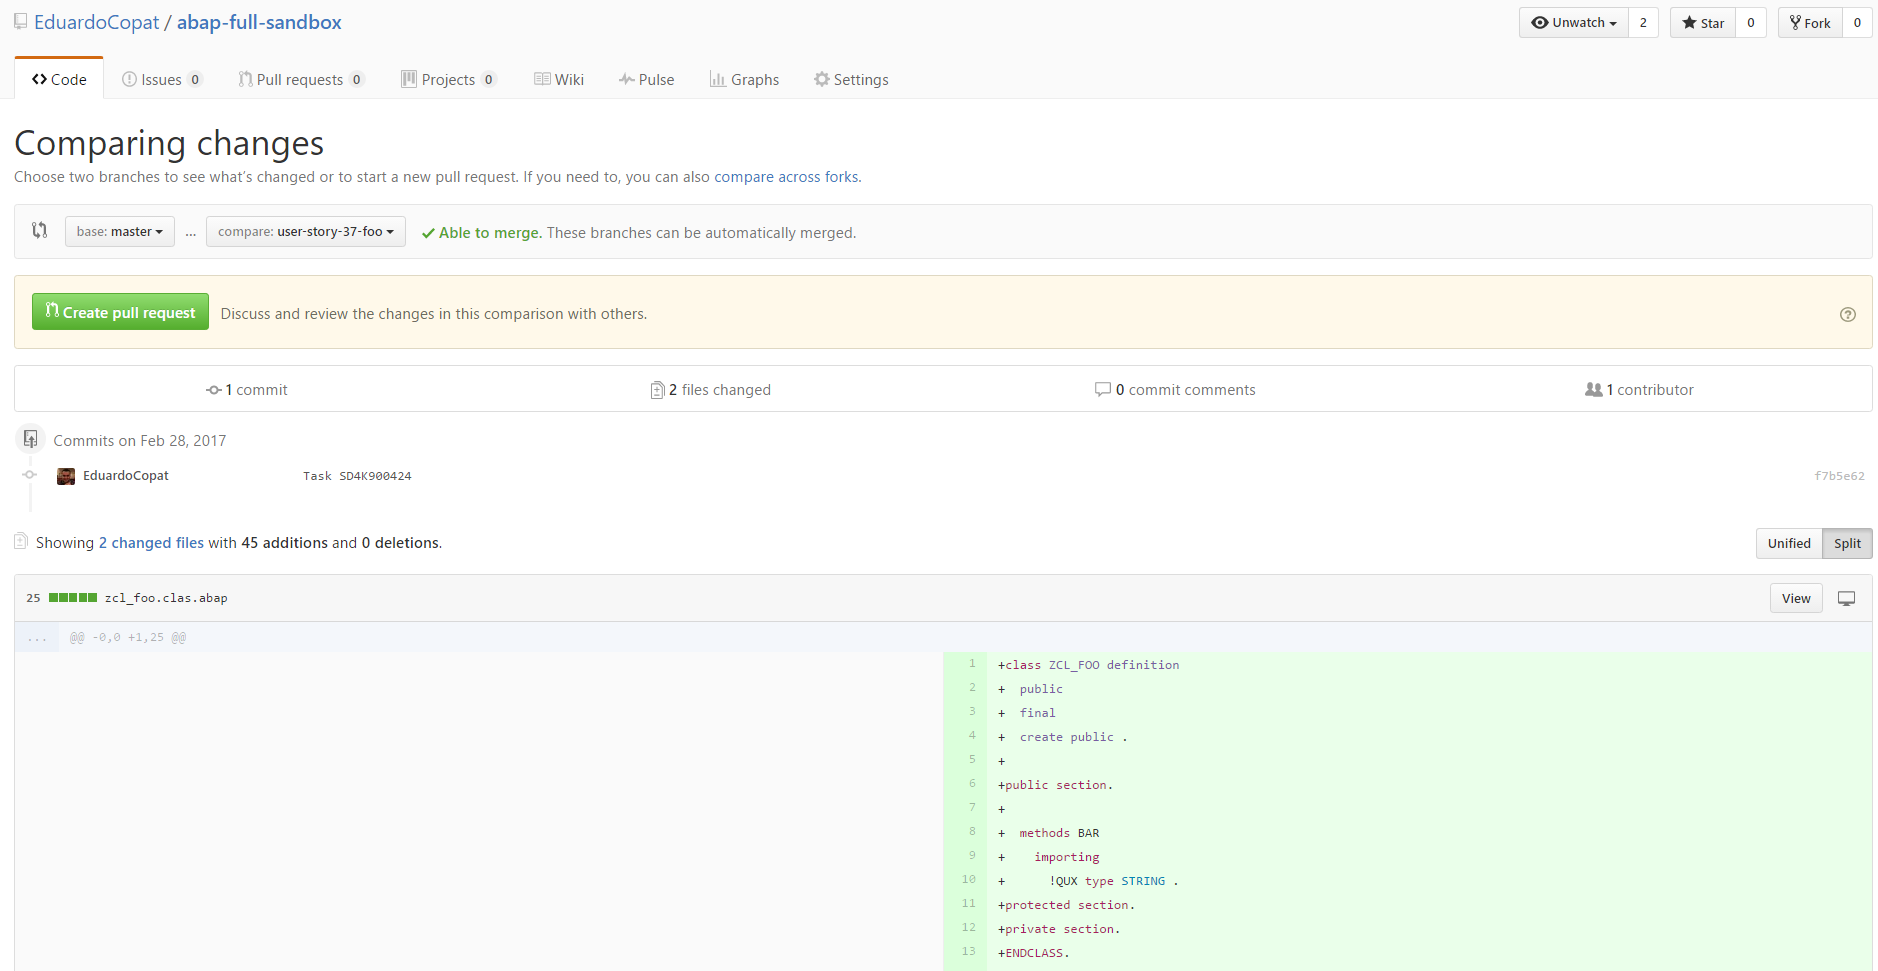 EduardoCopat / abap-full-sandbox
Unwatch 2 Star 0 Fork 0
Code Issues 0 Pull requests 0 Projects 0 Wiki Pulse Graphs Settings
Comparing changes
Choose two branches to see what's changed or to start a new pull request. If you need to, you can also compare across forks.
base: master ... compare: user-story-37-foo Able to merge. These branches can be automatically merged.
Create pull request Discuss and review the changes in this comparison with others.
1 commit 2 files changed 0 commit comments 1 contributor
Commits on Feb 28, 2017
EduardoCopat Task SD4K900424 f7b5e62
Showing 2 changed files with 45 additions and 0 deletions.
Unified Split
25 zcl_foo.clas.abap View
... @@ -0,0 +1,25 @@
1 +class ZCL_FOO definition
2 +  public
3 +  final
4 +  create public .
5 +
6 +public section.
7 +
8 +  methods BAR
9 +    importing
10 +      !QUX type STRING .
11 +protected section.
12 +private section.
13 +ENDCLASS.